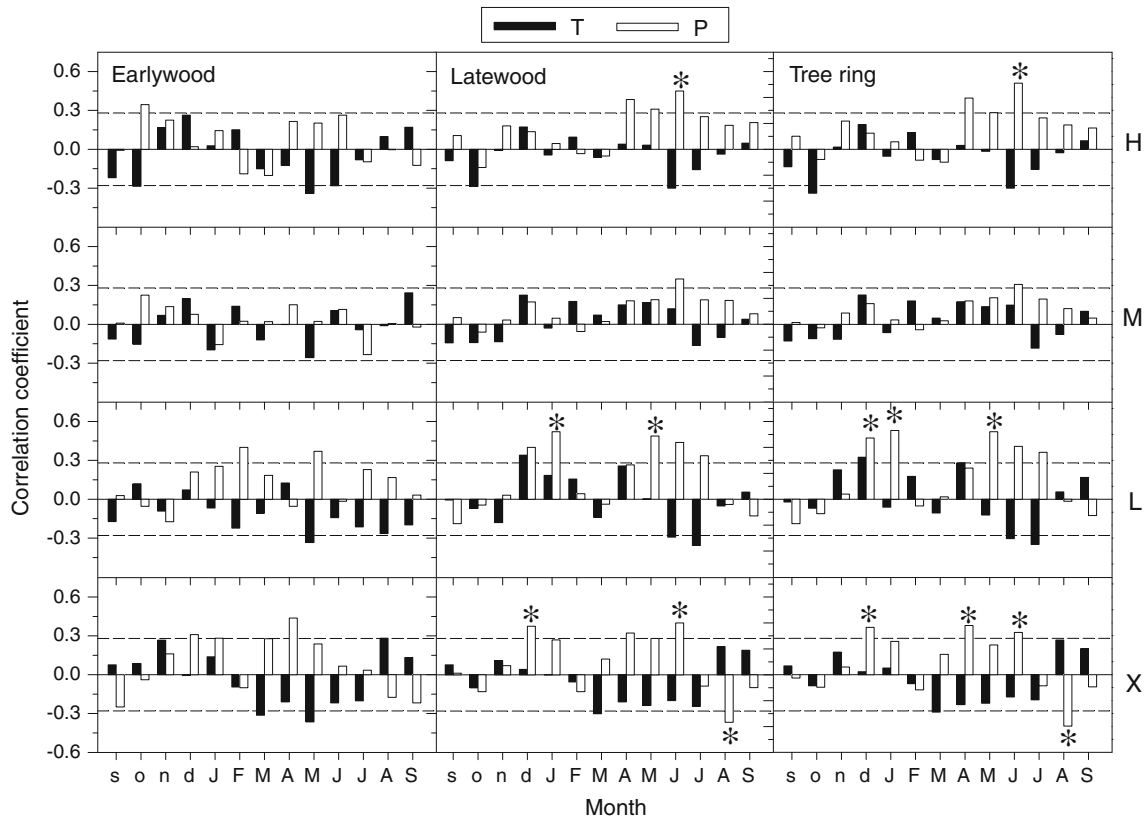 T P
Earlywood Latewood Tree ring
0.6
0.3
0.0
-0.3
H
0.6
0.3
0.0
-0.3
M
0.6
0.3
0.0
-0.3
L
0.6
0.3
0.0
-0.3
-0.6
X
Correlation coefficient
s o n d J F M A M J J A S s o n d J F M A M J J A S s o n d J F M A M J J A S
Month